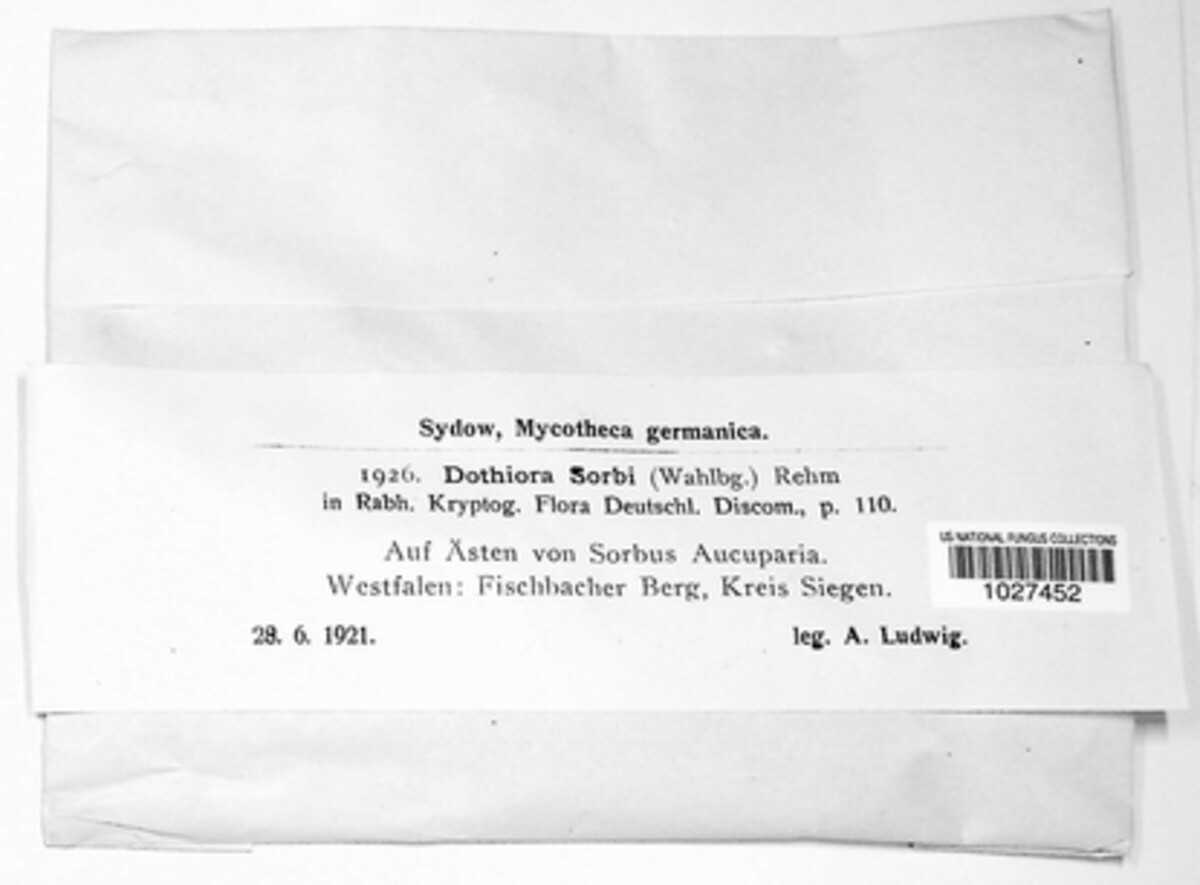 Sydow, Mycotheca germanica.
1926. Dothiora Sorbi (Wahlbg.) Rehm
in Rabh. Kryptog. Flora Deutschl. Discom., p. 110.
Auf Ästen von Sorbus Aucuparia.
Westfalen: Fischbacher Berg, Kreis Siegen.
28. 6. 1921. leg. A. Ludwig.
US NATIONAL FUNGUS COLLECTIONS
1027452